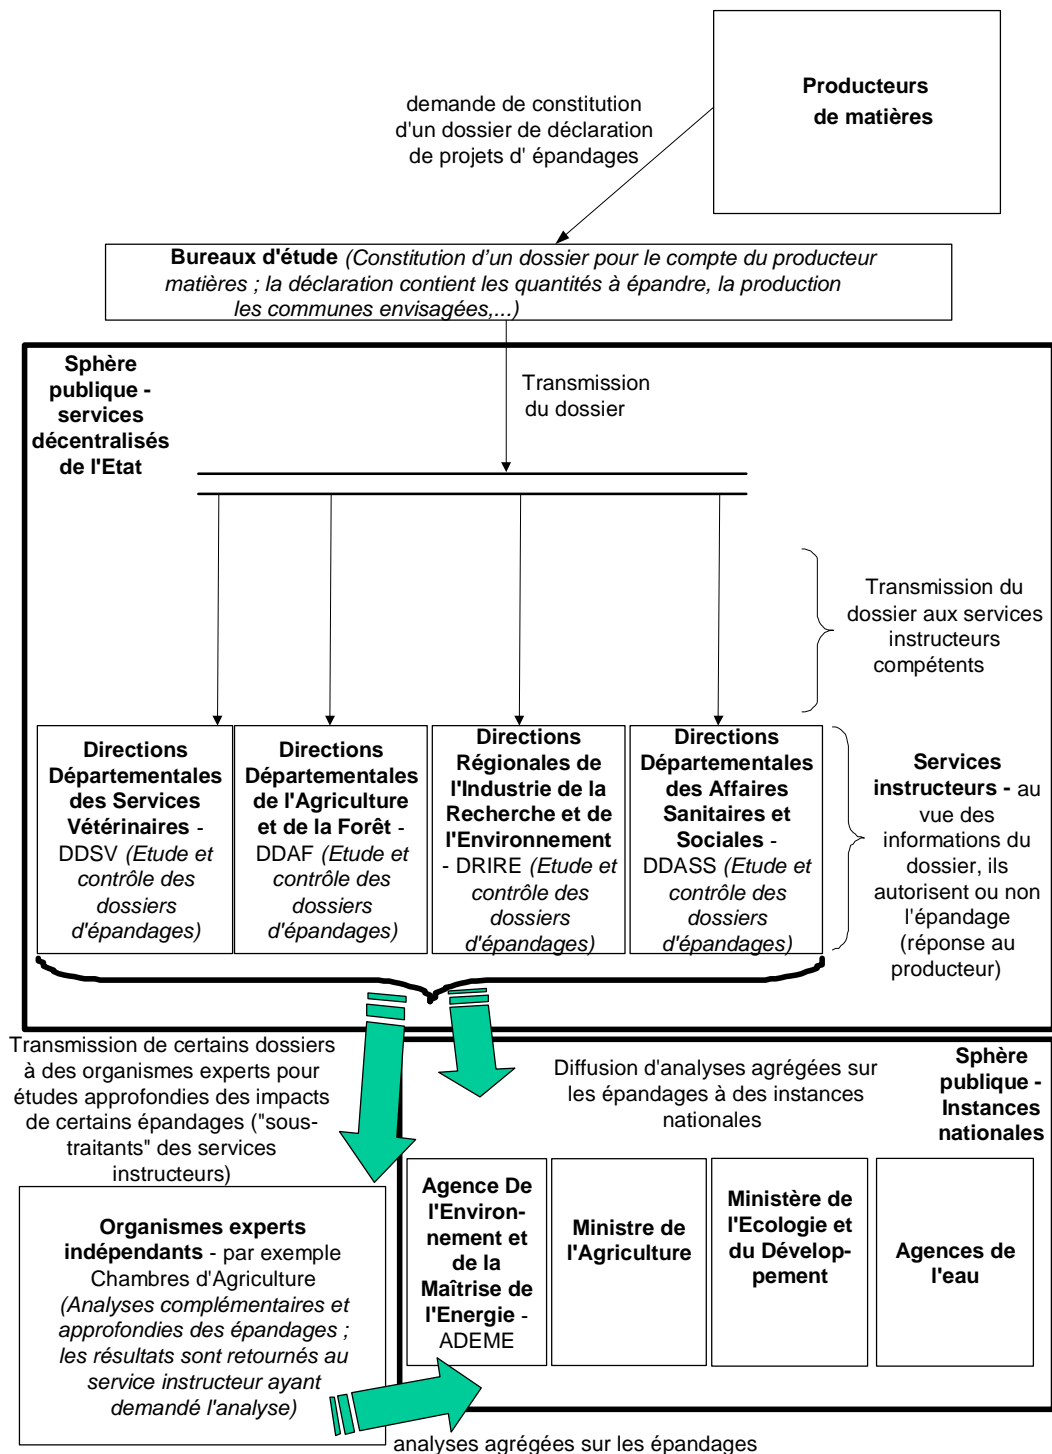 Producteurs
de matières
demande de constitution
d'un dossier de déclaration
de projets d' épandages
Bureaux d'étude (Constitution d'un dossier pour le compte du producteur
matières ; la déclaration contient les quantités à épandre, la production
les communes envisagées,...)
Sphère
publique -
services
décentralisés
de l'Etat
Transmission
du dossier
Transmission du
dossier aux services
instructeurs
compétents
Directions
Départementales
des Services
Vétérinaires -
DDSV (Etude et
contrôle des
dossiers
d'épandages)
Directions
Départementales
de l'Agriculture
et de la Forêt -
DDAF (Etude et
contrôle des
dossiers
d'épandages)
Directions
Régionales de
l'Industrie de la
Recherche et de
l'Environnement
- DRIRE (Etude et
contrôle des
dossiers
d'épandages)
Directions
Départementales
des Affaires
Sanitaires et
Sociales -
DDASS (Etude et
contrôle des
dossiers
d'épandages)
Services
instructeurs - au
vue des
informations du
dossier, ils
autorisent ou non
l'épandage
(réponse au
producteur)
Transmission de certains dossiers
à des organismes experts pour
études approfondies des impacts
de certains épandages ("sous-
traitants" des services
instructeurs)
Diffusion d'analyses agrégées sur
les épandages à des instances
nationales
Sphère
publique -
Instances
nationales
Organismes experts
indépendants - par exemple
Chambres d'Agriculture
(Analyses complémentaires et
approfondies des épandages ;
les résultats sont retournés au
service instructeur ayant
demandé l'analyse)
Agence De
l'Environ-
nement et
de la
Maîtrise de
l'Energie -
ADEME
Ministre de
l'Agriculture
Ministère de
l'Ecologie et
du Dévelop-
pement
Agences de
l'eau
analyses agrégées sur les épandages